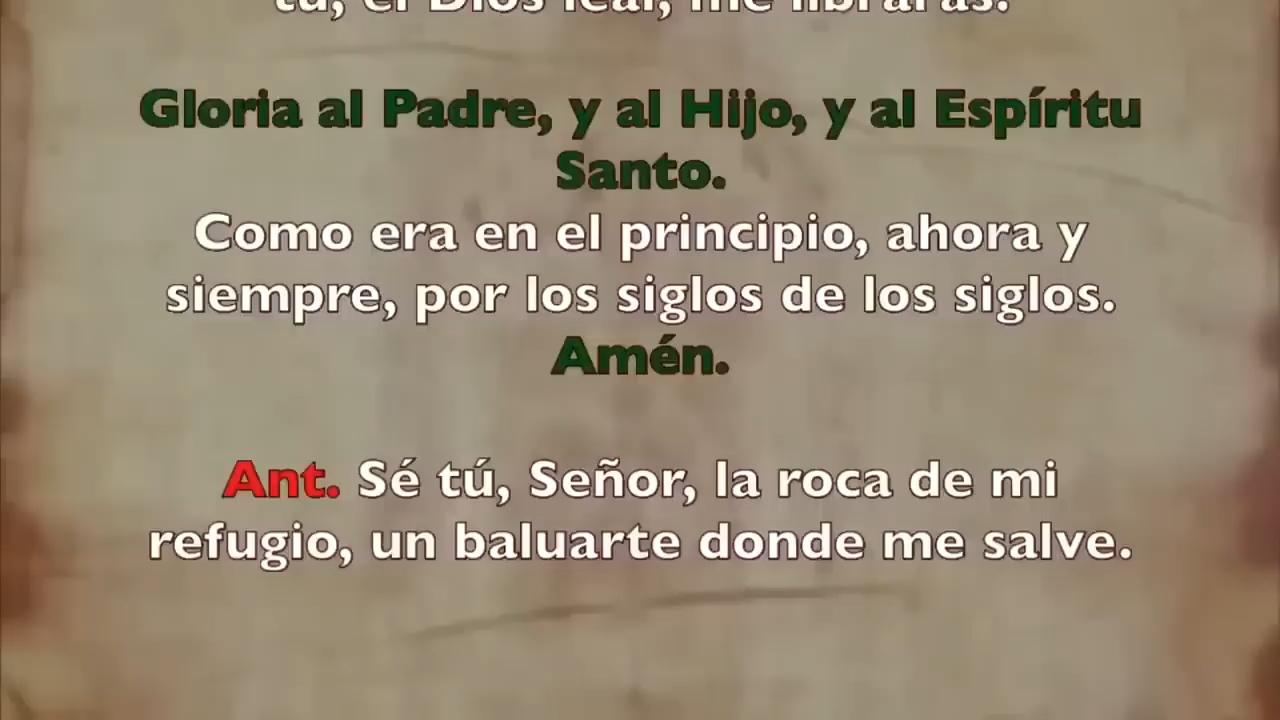 tú, el Dios leal, me librarás.
Gloria al Padre, y al Hijo, y al Espíritu
Santo.
Como era en el principio, ahora y
siempre, por los siglos de los siglos.
Amén.
Ant. Sé tú, Señor, la roca de mi
refugio, un baluarte donde me salve.